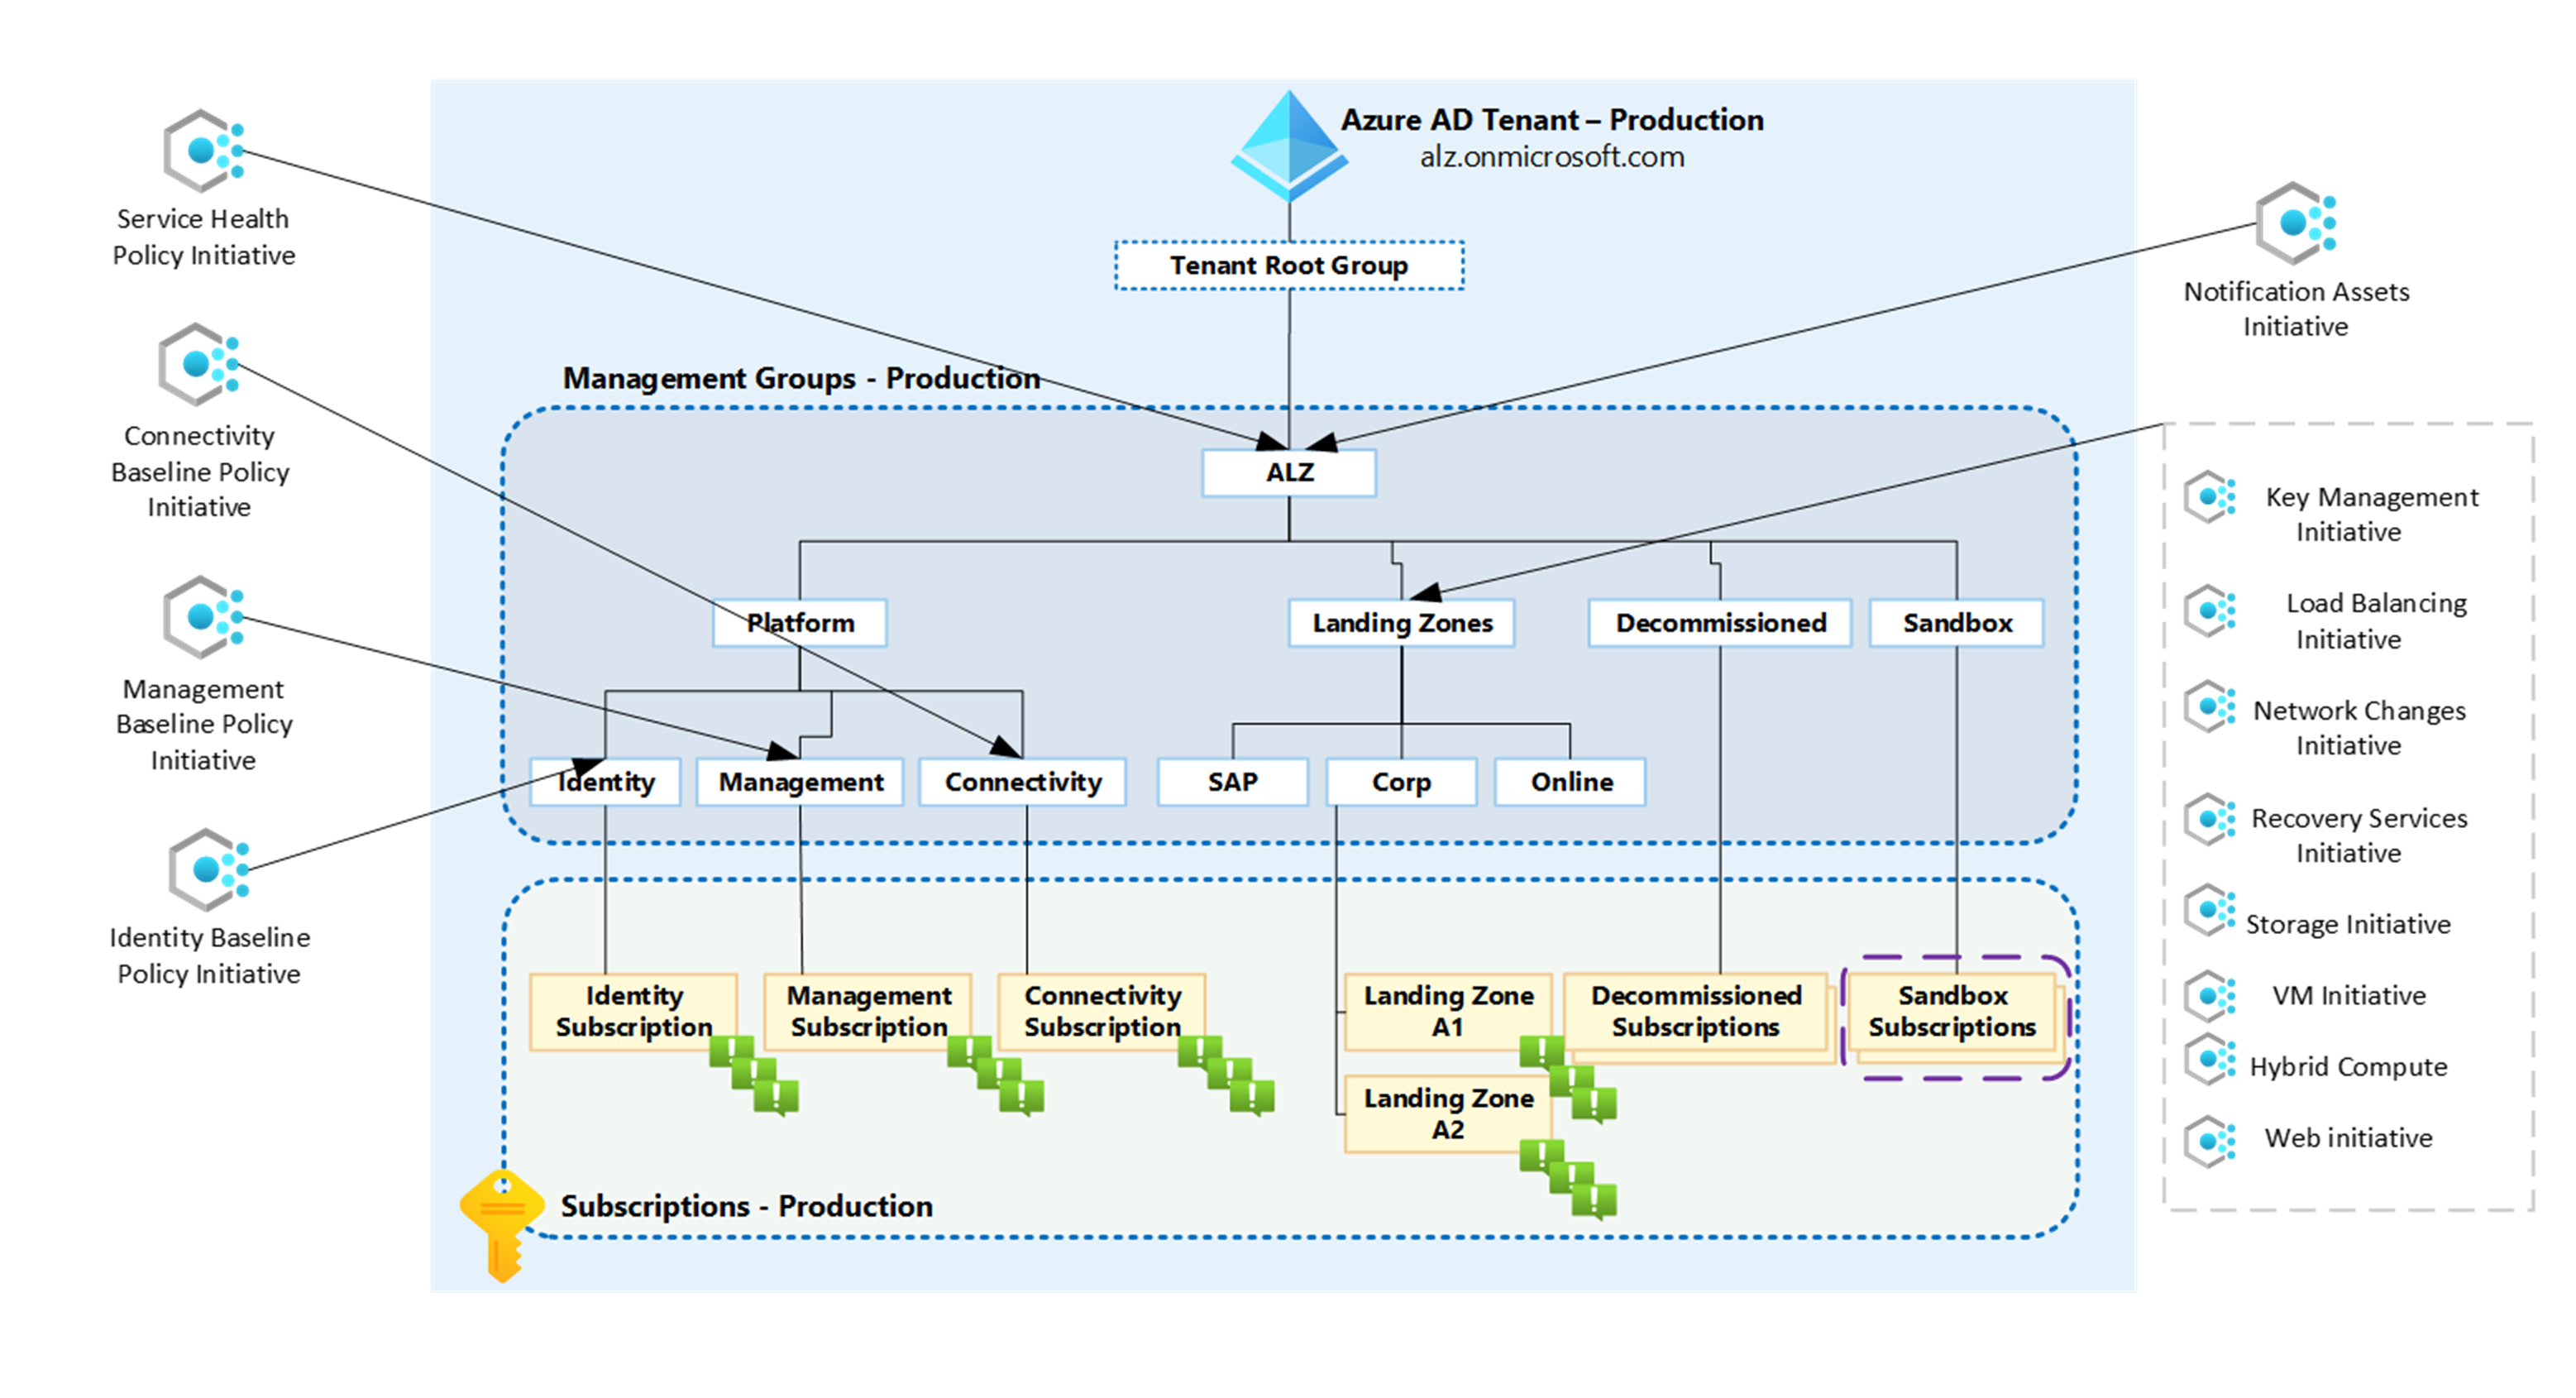 Azure AD Tenant – Production
alz.onmicrosoft.com
Tenant Root Group
Service Health
Policy Initiative
Connectivity
Baseline Policy
Initiative
Management
Baseline Policy
Initiative
Identity Baseline
Policy Initiative
Management Groups - Production
ALZ
Platform
Landing Zones
Decommissioned
Sandbox
Identity
Management
Connectivity
SAP
Corp
Online
Identity
Subscription
Management
Subscription
Connectivity
Subscription
Landing Zone
A1
Landing Zone
A2
Decommissioned
Subscriptions
Sandbox
Subscriptions
Subscriptions - Production
Notification Assets
Initiative
Key Management
Initiative
Load Balancing
Initiative
Network Changes
Initiative
Recovery Services
Initiative
Storage Initiative
VM Initiative
Hybrid Compute
Web initiative